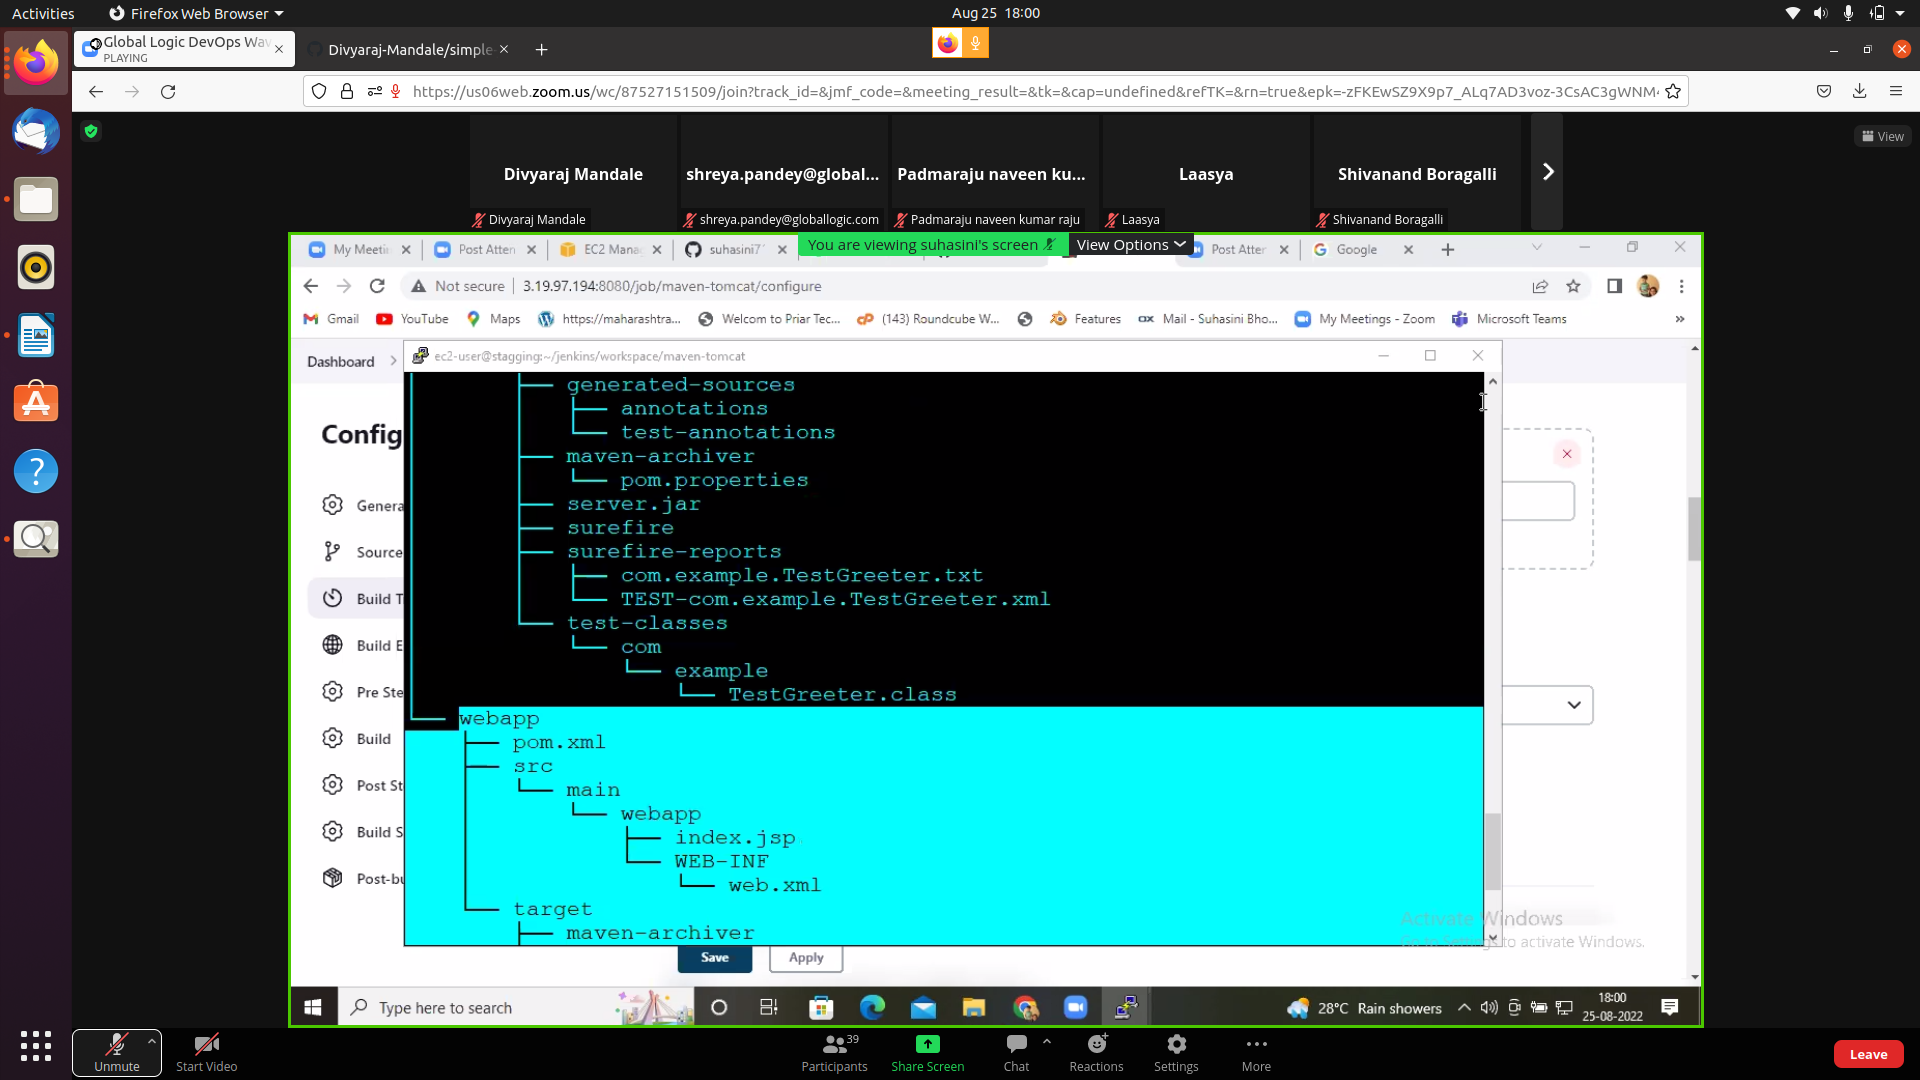 Activities
Firefox Web Browser
Aug 25 18:00
Global Logic DevOps Wav
PLAYING
Divyaraj-Mandale/simple
https://us06web.zoom.us/wc/87527151509/join?track_id=&jmf_code=&meeting_result=&tk=&cap=undefined&refTK=&rn=true&epk=-zFKEwSZ9X9p7_ALq7AD3voz-3CsAC3gWNM
View
Divyaraj Mandale
shreya.pandey@global...
Padmaraju naveen ku...
Laasya
Shivanand Boragalli
Divyaraj Mandale
shreya.pandey@globallogic.com
Padmaraju naveen kumar raju
Laasya
Shivanand Boragalli
My Meetin
Post Atten
EC2 Mana
suhasini7
You are viewing suhasini's screen
View Options
Post Atter
Google
Not secure
3.19.97.194:8080/job/maven-tomcat/configure
Gmail
YouTube
Maps
https://maharashtra...
Welcom to Priar Tec...
(143) Roundcube W...
Features
Mail - Suhasini Bho...
My Meetings - Zoom
Microsoft Teams
»
Dashboard
ec2-user@stagging:~/jenkins/workspace/maven-tomcat
Config
Genera
Source
Build T
Build E
Pre Ste
Build
Post St
Build S
Post-bu
generated-sources
annotations
test-annotations
maven-archiver
pom.properties
server.jar
surefire
surefire-reports
com.example.TestGreeter.txt
TEST-com.example.TestGreeter.xml
test-classes
com
example
TestGreeter.class
webapp
pom.xml
src
main
webapp
index.jsp
WEB-INF
web.xml
target
maven-archiver
Activate Windows
Go to Settings to activate Windows.
Save
Apply
Type here to search
28°C Rain showers
18:00
25-08-2022
Unmute
Start Video
39
Participants
Share Screen
Chat
Reactions
Settings
More
Leave